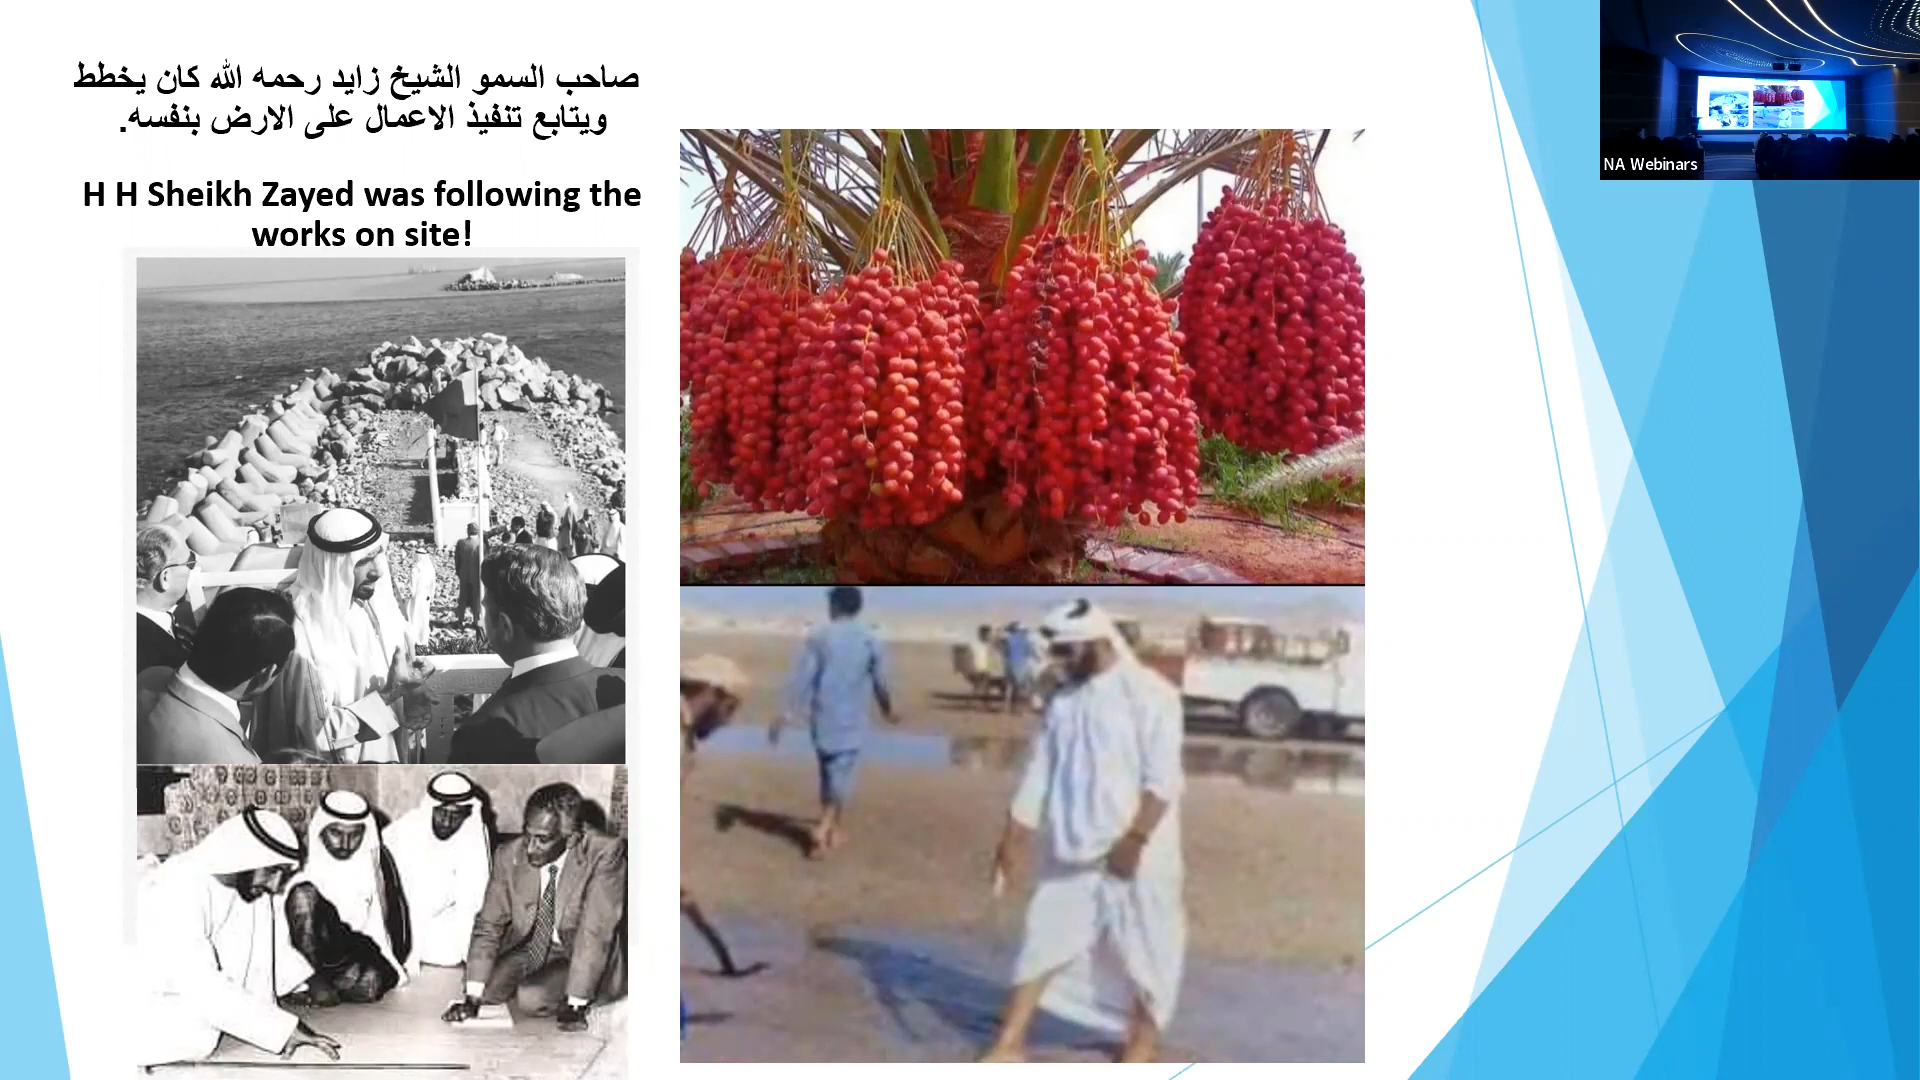 صاحب السمو الشيخ زايد رحمه الله كان يخطط
ويتابع تنفيذ الاعمال على الارض بنفسه.
H H Sheikh Zayed was following the
works on site!
NA Webinars